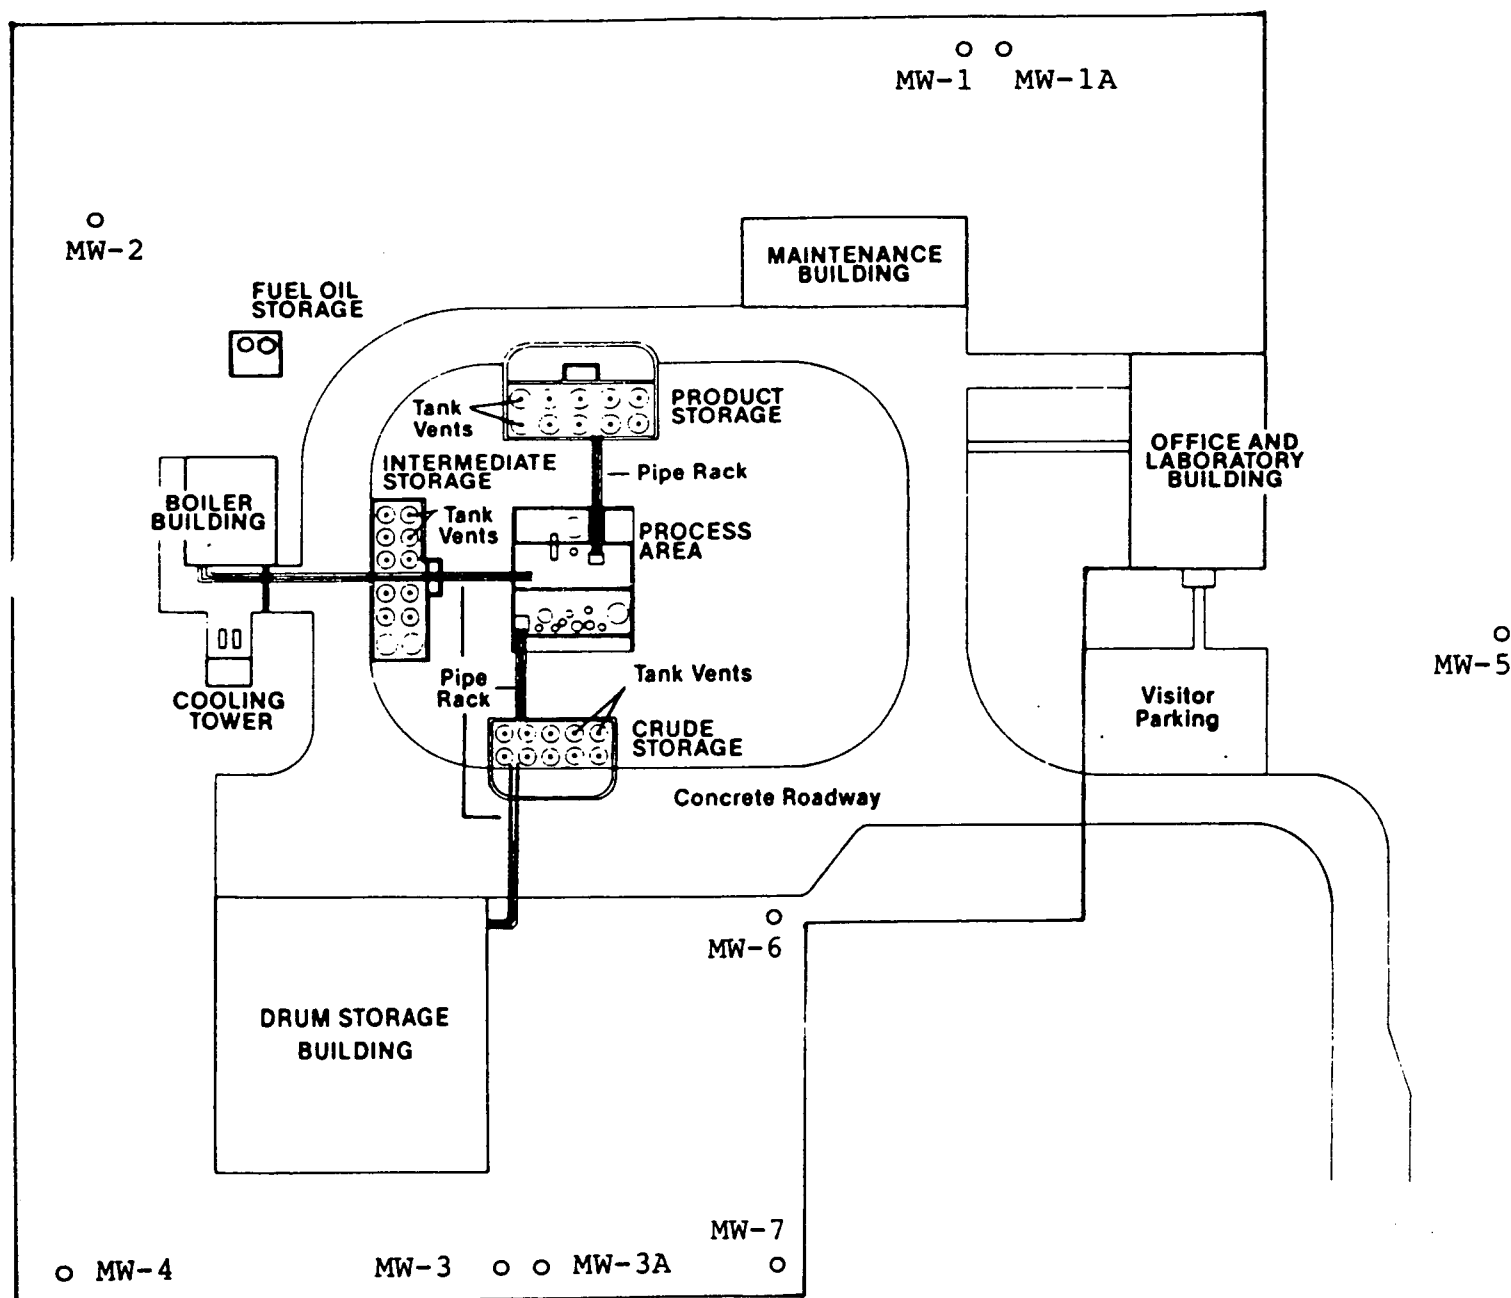 MW-1 MW-1A
MW-2
MAINTENANCE
BUILDING
FUEL OIL
STORAGE
Tank
Vents
PRODUCT
STORAGE
INTERMEDIATE
STORAGE
Pipe Rack
OFFICE AND
LABORATORY
BUILDING
BOILER
BUILDING
Tank
Vents
PROCESS
AREA
MW-5
COOLING
TOWER
Pipe
Rack
Tank Vents
Visitor
Parking
CRUDE
STORAGE
Concrete Roadway
MW-6
DRUM STORAGE
BUILDING
MW-7
MW-4
MW-3
MW-3A